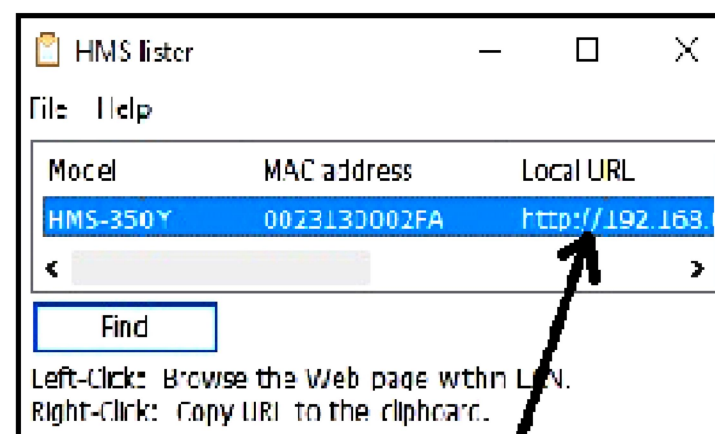 HMS lister
File Help
Model MAC address Local URL
HMS-350Y 0023130002FA http://192.168.
Find
Left-Click: Browse the Web page within LAN.
Right-Click: Copy URL to the clipboard.